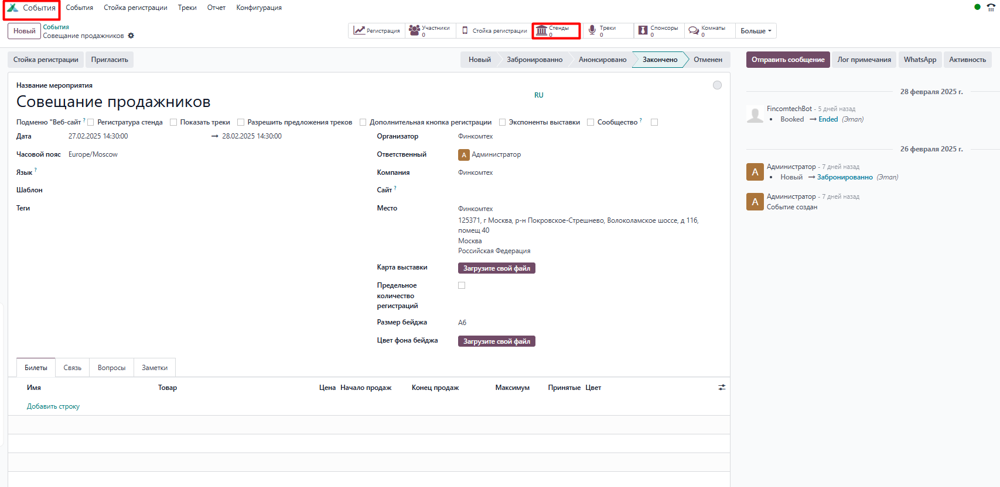 События События Стойка регистрации Треки Отчет Конфигурация
Новый
События
Совещание продажников
Регистрация
Участники
0
Стойка регистрации
Стенды
0
Треки
0
Спонсоры
0
Комнаты
0
Больше
Стойка регистрации Пригласить
Новый Забронированно Анонсировано Закончено Отменен
Отправить сообщение Лог примечания WhatsApp Активность
Название мероприятия
Совещание продажников
RU
Подменю "Веб-сайт ? Регистратура стенда Показать треки Разрешить предложения треков Дополнительная кнопка регистрации Экспоненты выставки Сообщество ?
Дата 27.02.2025 14:30:00 → 28.02.2025 14:30:00
Часовой пояс Europe/Moscow
Язык ?
Шаблон
Теги
Организатор Финкомтех
Ответственный А Администратор
Компания Финкомтех
Сайт ?
Место Финкомтех
125371, г Москва, р-н Покровское-Стрешнево, Волоколамское шоссе, д 116,
помещ 40
Москва
Российская Федерация
Карта выставки Загрузите свой файл
Предельное
количество
регистраций
Размер бейджа A6
Цвет фона бейджа Загрузите свой файл
Билеты Связь Вопросы Заметки
Имя Товар Цена Начало продаж Конец продаж Максимум Принятые Цвет
Добавить строку
28 февраля 2025 г.
FincomtechBot - 5 дней назад
• Booked → Ended (Этап)
26 февраля 2025 г.
А
Администратор - 7 дней назад
• Новый → Забронированно (Этап)
А
Администратор - 7 дней назад
Событие создан